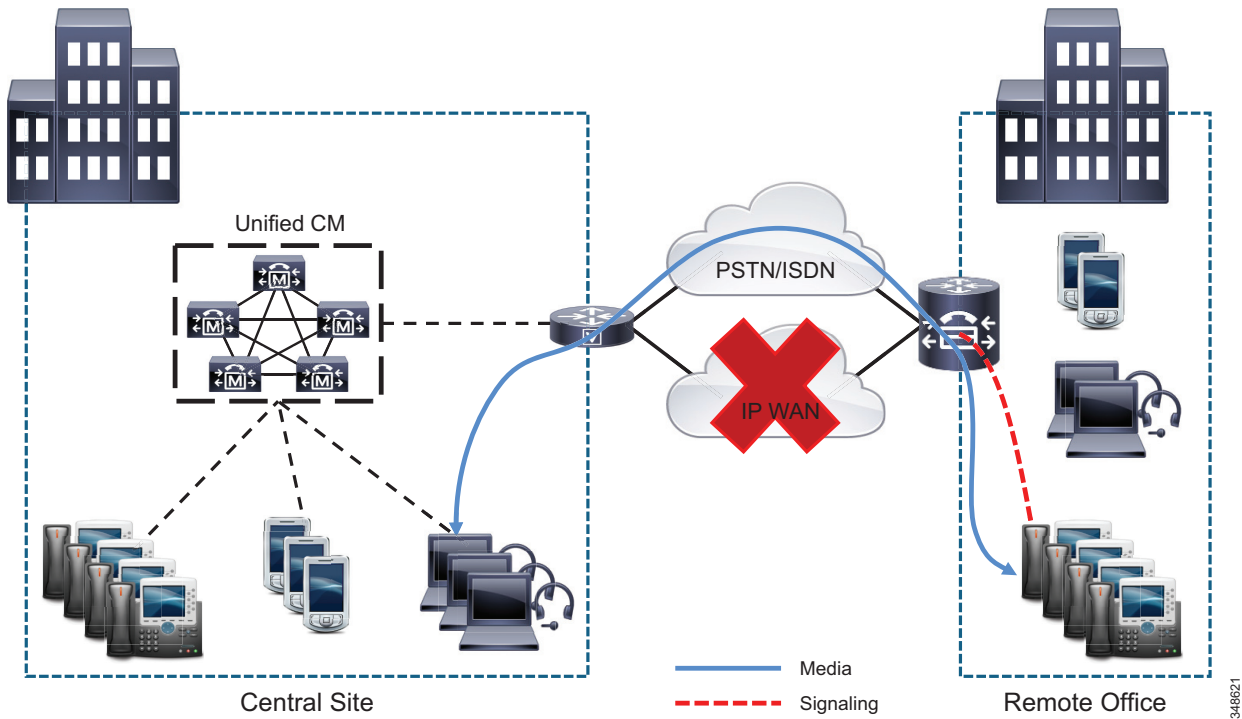 Unified CM
M
M
M
M
M
PSTN/ISDN
V
IP WAN
Media
Signaling
Central Site
Remote Office
348621